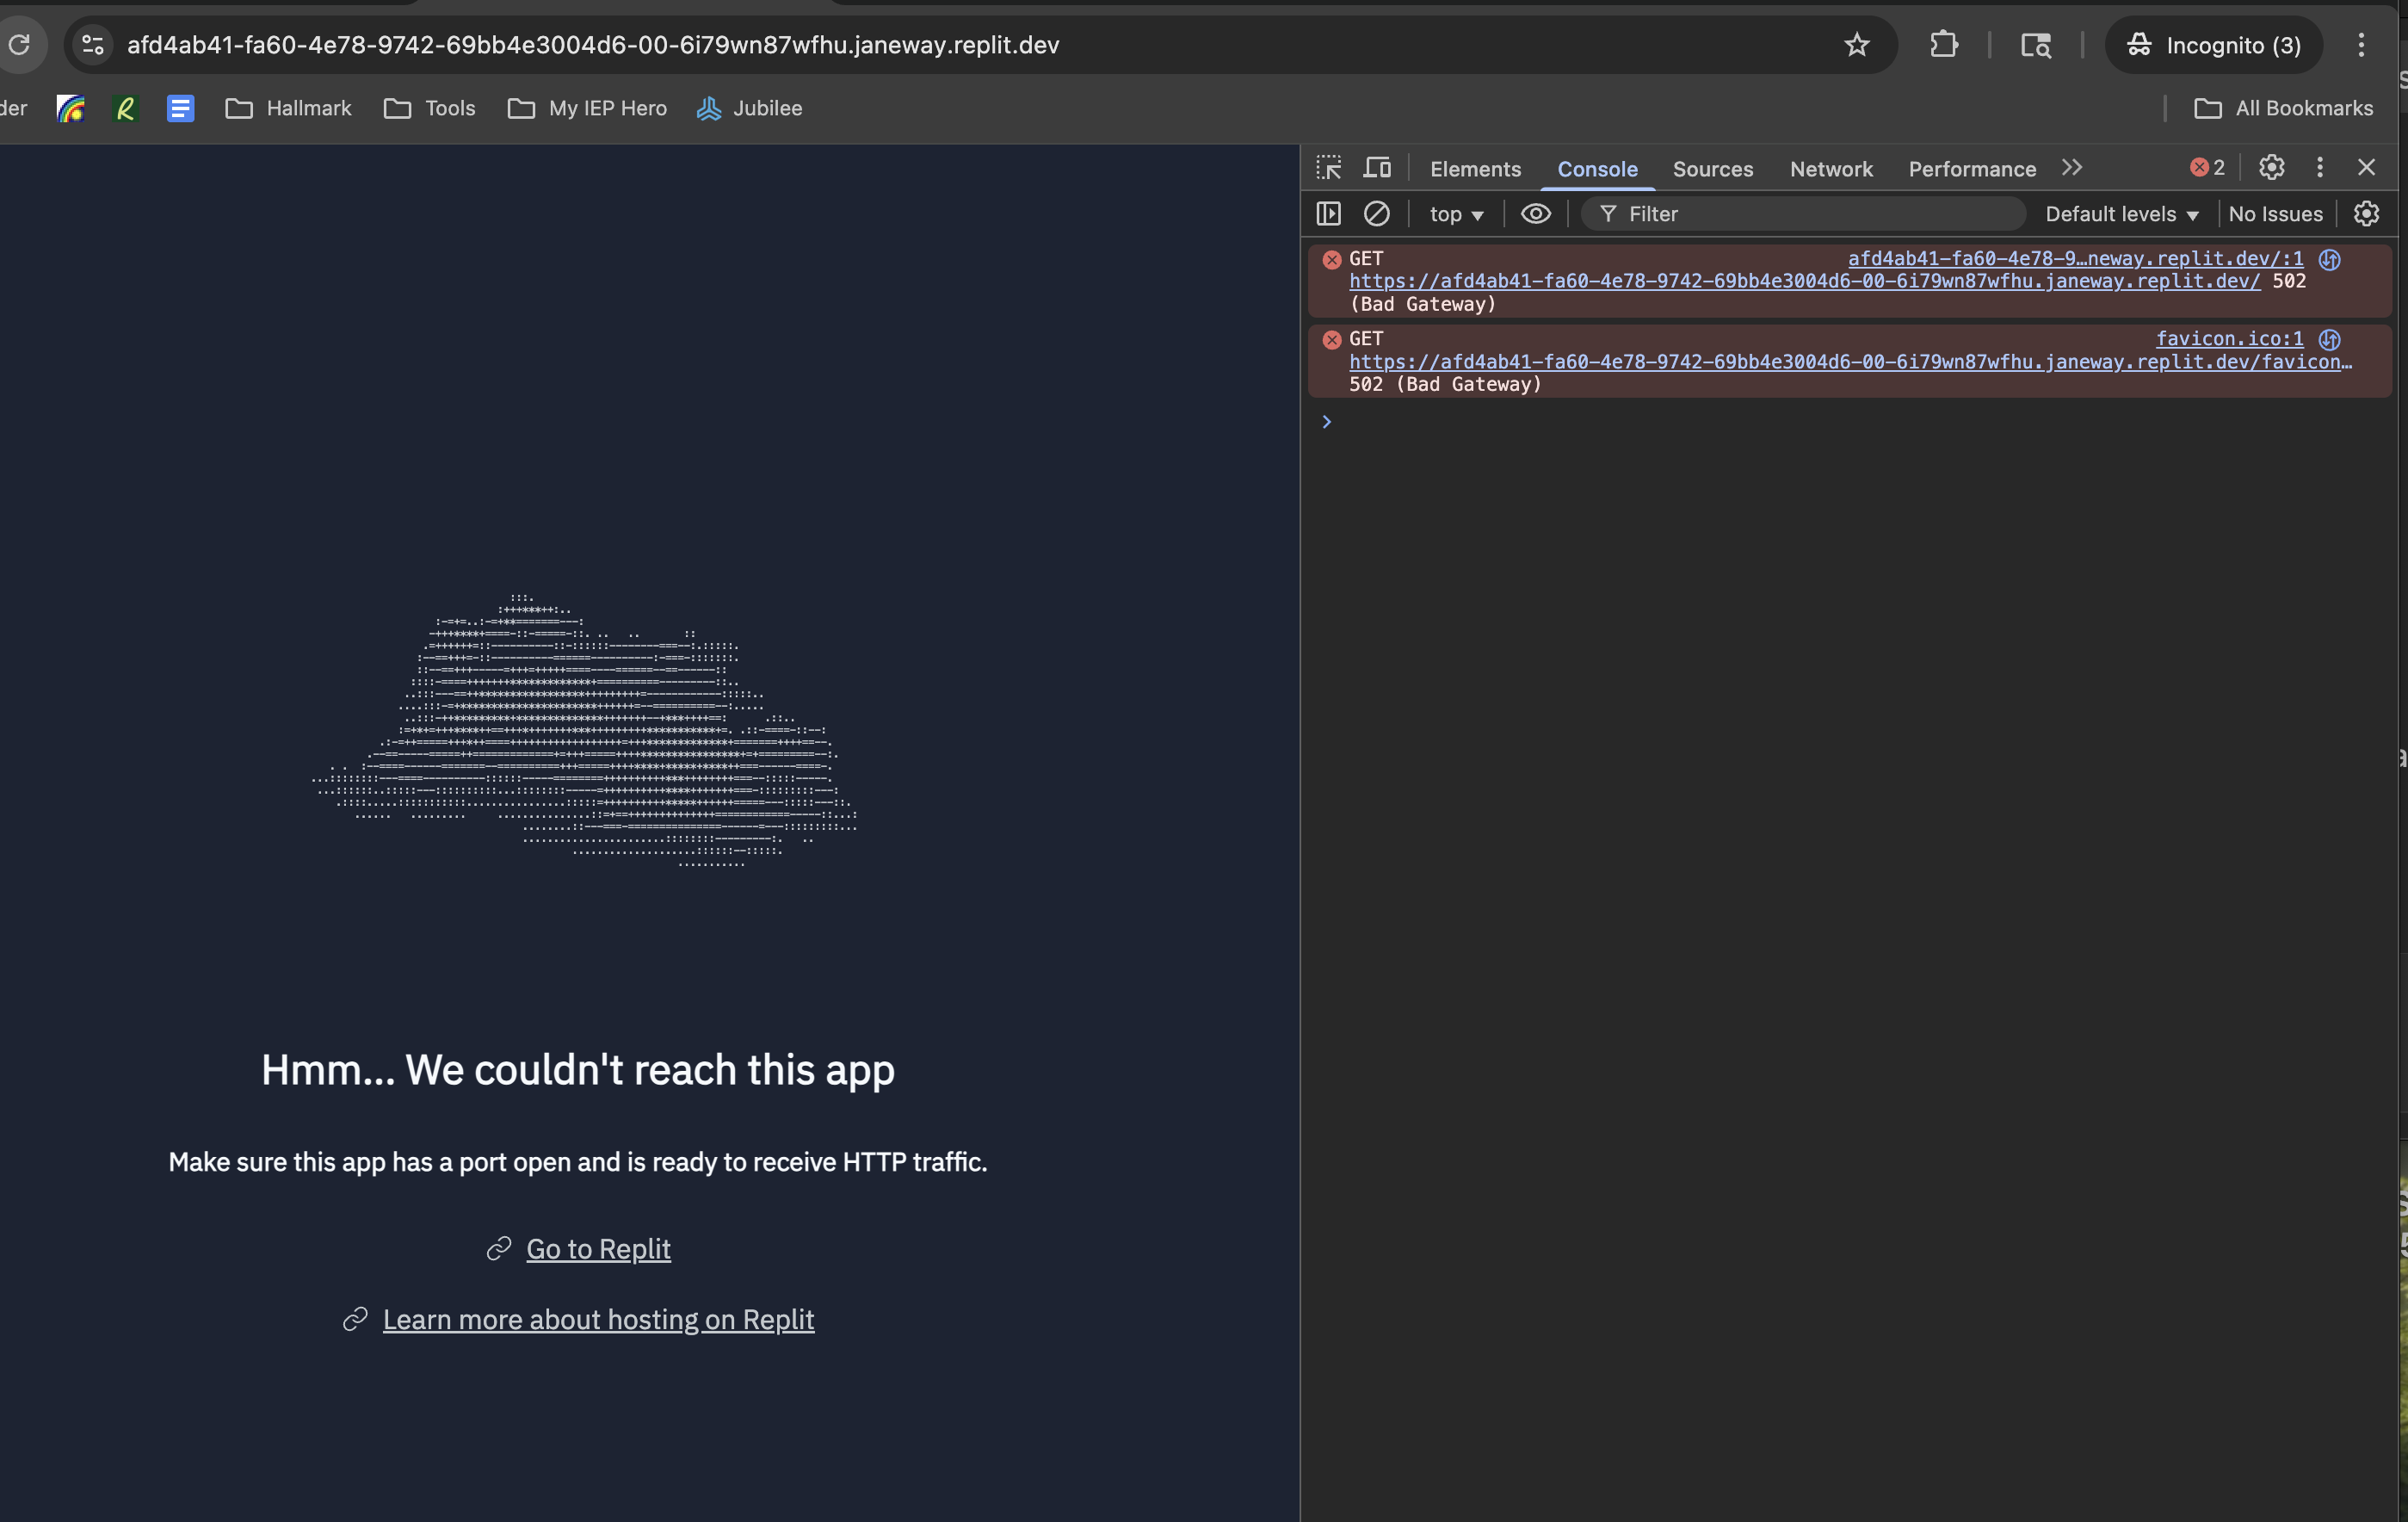 afd4ab41-fa60-4e78-9742-69bb4e3004d6-00-6i79wn87wfhu.janeway.replit.dev
Incognito (3)
der
Hallmark
Tools
My IEP Hero
Jubilee
All Bookmarks
Elements
Console
Sources
Network
Performance
2
top
Filter
Default levels
No Issues
GET
afd4ab41-fa60-4e78-9…neway.replit.dev/:1
https://afd4ab41-fa60-4e78-9742-69bb4e3004d6-00-6i79wn87wfhu.janeway.replit.dev/ 502
(Bad Gateway)
GET
favicon.ico:1
https://afd4ab41-fa60-4e78-9742-69bb4e3004d6-00-6i79wn87wfhu.janeway.replit.dev/favicon…
502 (Bad Gateway)
Hmm... We couldn't reach this app
Make sure this app has a port open and is ready to receive HTTP traffic.
Go to Replit
Learn more about hosting on Replit